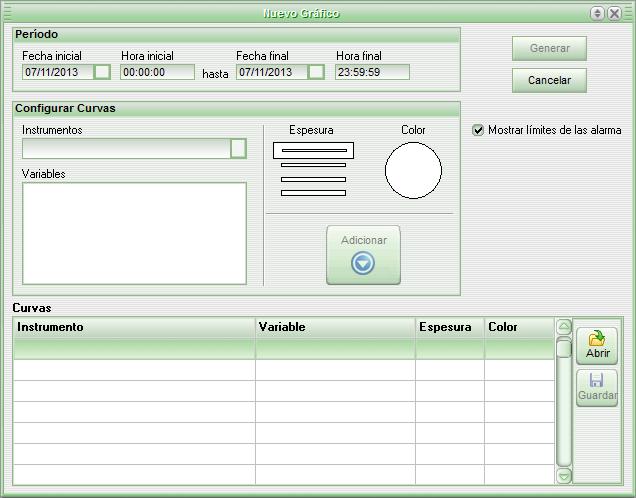 Nuevo Gráfico
Período
Fecha inicial Hora inicial Fecha final Hora final
07/11/2013 00:00:00 hasta 07/11/2013 23:59:59
Generar
Cancelar
Configurar Curvas
Instrumentos Espesura Color
Mostrar límites de las alarma
Variables
Adicionar
Curvas
Instrumento Variable Espesura Color
Abrir
Guardar